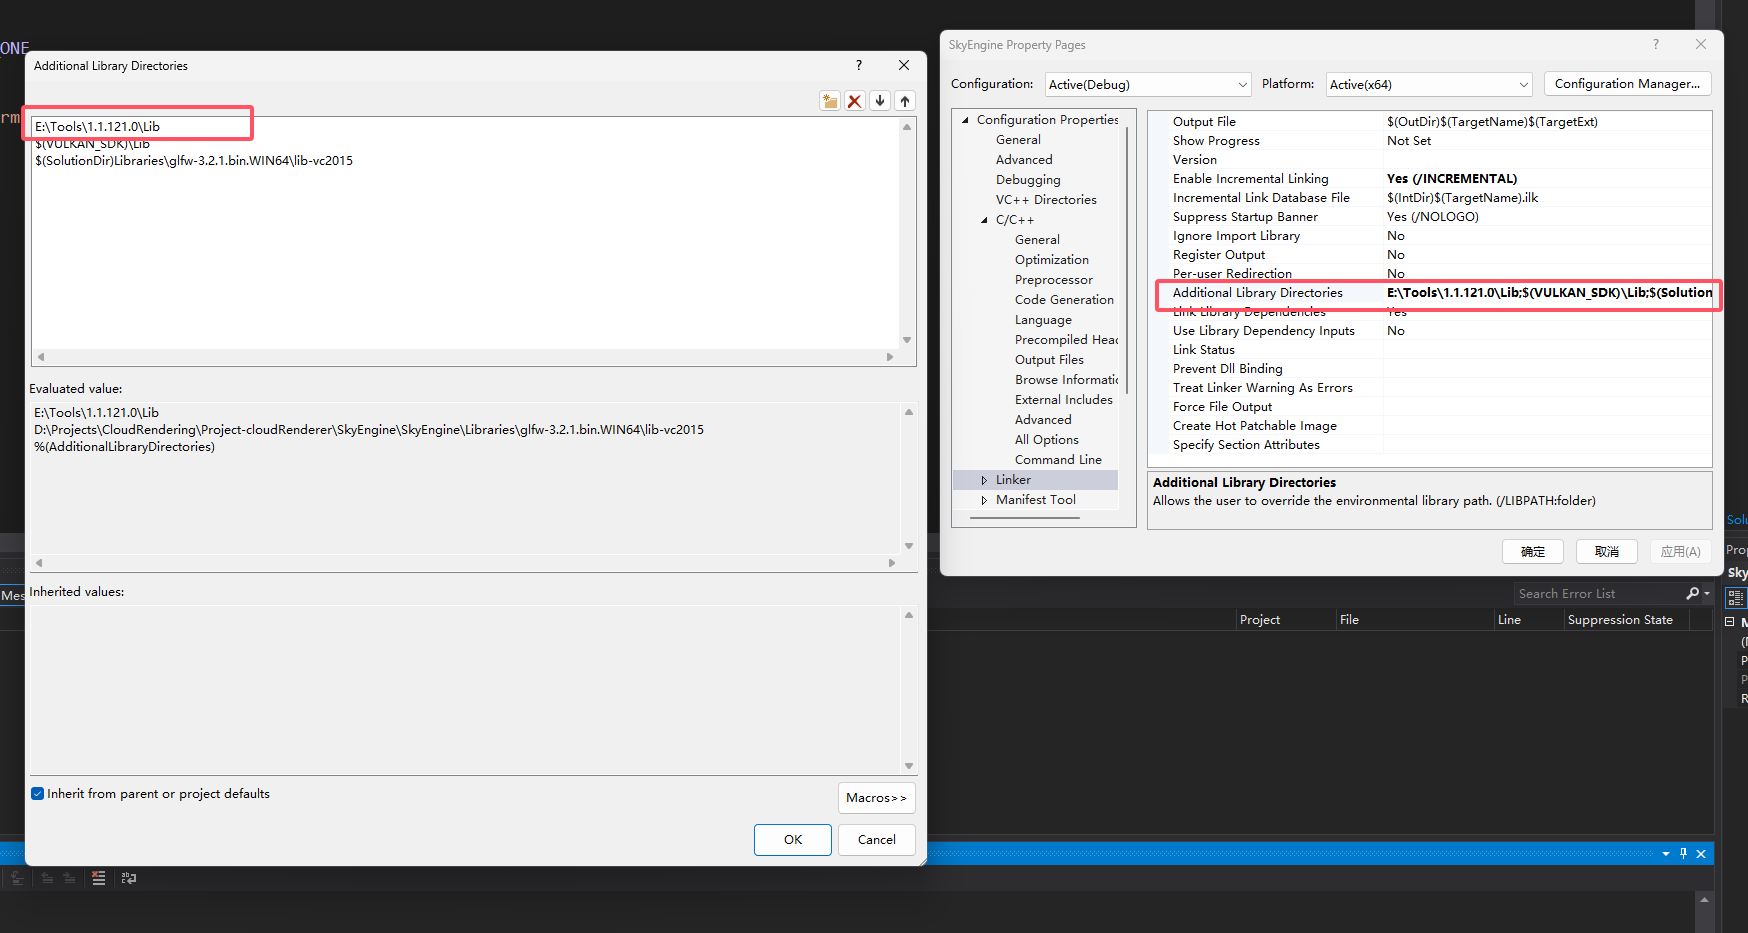 _ONE
rm
Additional Library Directories
?
E:\Tools\1.1.121.0\Lib
$(VULKAN_SDK)\Lib
$(SolutionDir)Libraries\glfw-3.2.1.bin.WIN64\lib-vc2015
Evaluated value:
E:\Tools\1.1.121.0\Lib
D:\Projects\CloudRendering\Project-cloudRenderer\SkyEngine\SkyEngine\Libraries\glfw-3.2.1.bin.WIN64\lib-vc2015
%(AdditionalLibraryDirectories)
Inherited values:
Inherit from parent or project defaults
Macros>>
OK
Cancel
SkyEngine Property Pages
?
Configuration:
Active(Debug)
Platform:
Active(x64)
Configuration Manager...
Configuration Properties
General
Advanced
Debugging
VC++ Directories
C/C++
General
Optimization
Preprocessor
Code Generation
Language
Precompiled Head
Output Files
Browse Informatic
External Includes
Advanced
All Options
Command Line
Linker
Manifest Tool
Output File $(OutDir)$(TargetName)$(TargetExt)
Show Progress Not Set
Version
Enable Incremental Linking Yes (/INCREMENTAL)
Incremental Link Database File $(IntDir)$(TargetName).ilk
Suppress Startup Banner Yes (/NOLOGO)
Ignore Import Library No
Register Output No
Per-user Redirection No
Additional Library Directories E:\Tools\1.1.121.0\Lib;$(VULKAN_SDK)\Lib;$(Solution
Link Library Dependencies Yes
Use Library Dependency Inputs No
Link Status
Prevent Dll Binding
Treat Linker Warning As Errors
Force File Output
Create Hot Patchable Image
Specify Section Attributes
Additional Library Directories
Allows the user to override the environmental library path. (/LIBPATH:folder)
确定
取消
应用(A)
Solu
Prop
Sky
Mes
Search Error List
Project
File
Line
Suppression State
M
(N
P
P
R